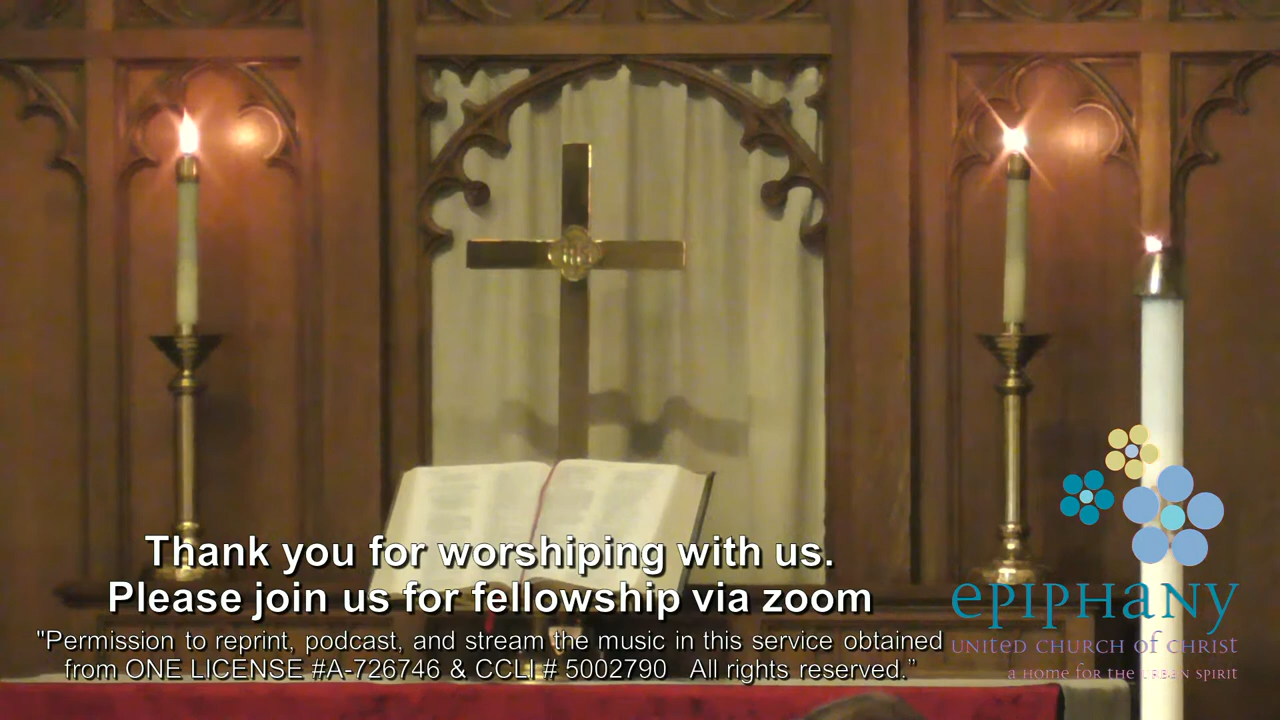 Thank you for worshiping with us.
Please join us for fellowship via zoom
"Permission to reprint, podcast, and stream the music in this service obtained
from ONE LICENSE #A-726746 & CCLI # 5002790 All rights reserved.”
epiphany
united church of christ
a home for the urban spirit